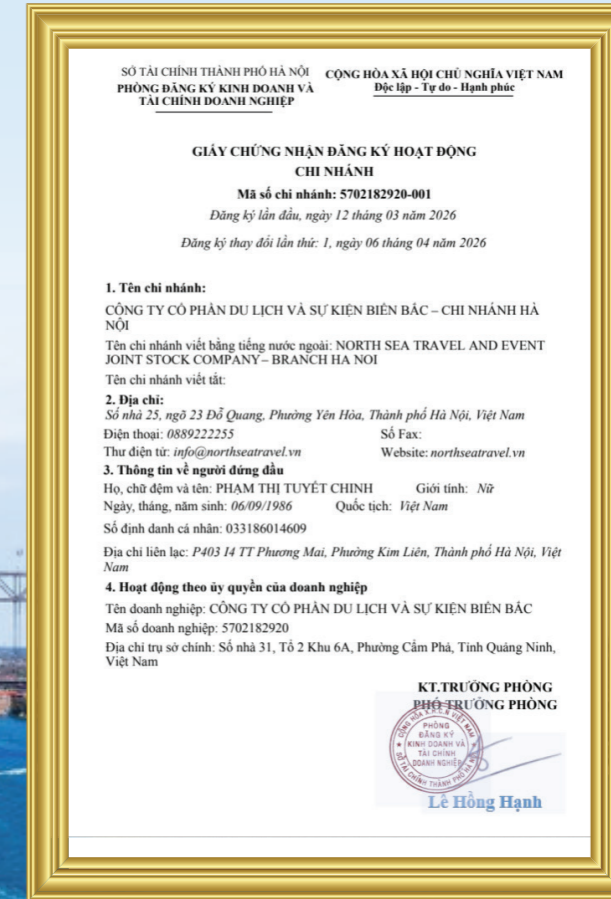 SỞ TÀI CHÍNH THÀNH PHỐ HÀ NỘI
PHÒNG ĐĂNG KÝ KINH DOANH VÀ
TÀI CHÍNH DOANH NGHIỆP
CỘNG HÒA XÃ HỘI CHỦ NGHĨA VIỆT NAM
Độc lập - Tự do - Hạnh phúc
GIẤY CHỨNG NHẬN ĐĂNG KÝ HOẠT ĐỘNG
CHI NHÁNH
Mã số chi nhánh: 5702182920-001
Đăng ký lần đầu, ngày 12 tháng 03 năm 2026
Đăng ký thay đổi lần thứ: 1, ngày 06 tháng 04 năm 2026
1. Tên chi nhánh:
CÔNG TY CỔ PHẦN DU LỊCH VÀ SỰ KIỆN BIỂN BẮC – CHI NHÁNH HÀ
NỘI
Tên chi nhánh viết bằng tiếng nước ngoài: NORTH SEA TRAVEL AND EVENT
JOINT STOCK COMPANY – BRANCH HA NOI
Tên chi nhánh viết tắt:
2. Địa chỉ:
Số nhà 25, ngõ 23 Đỗ Quang, Phường Yên Hòa, Thành phố Hà Nội, Việt Nam
Điện thoại: 0889222255 Số Fax:
Thư điện tử: info@northseatravel.vn Website: northseatravel.vn
3. Thông tin về người đứng đầu
Họ, chữ đệm và tên: PHẠM THỊ TUYẾT CHINH Giới tính: Nữ
Ngày, tháng, năm sinh: 06/09/1986 Quốc tịch: Việt Nam
Số định danh cá nhân: 033186014609
Địa chỉ liên lạc: P403 I4 TT Phương Mai, Phường Kim Liên, Thành phố Hà Nội, Việt
Nam
4. Hoạt động theo ủy quyền của doanh nghiệp
Tên doanh nghiệp: CÔNG TY CỔ PHẦN DU LỊCH VÀ SỰ KIỆN BIỂN BẮC
Mã số doanh nghiệp: 5702182920
Địa chỉ trụ sở chính: Số nhà 31, Tổ 2 Khu 6A, Phường Cẩm Phả, Tỉnh Quảng Ninh,
Việt Nam
KT.TRƯỞNG PHÒNG
PHÓ TRƯỞNG PHÒNG
CỘNG HÒA X.H.C.N VIỆT NAM
PHÒNG
ĐĂNG KÝ
KINH DOANH VÀ
TÀI CHÍNH
DOANH NGHIỆP
SỞ TÀI CHÍNH THÀNH PHỐ HÀ NỘI
Lê Hồng Hạnh